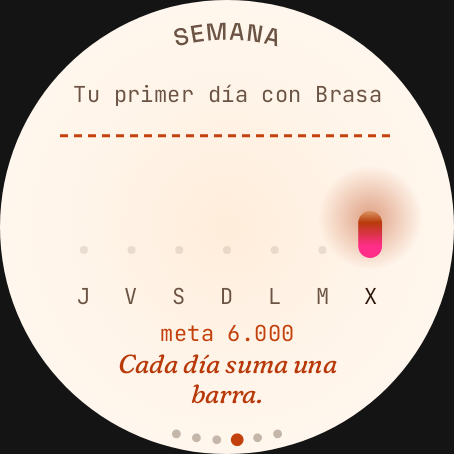 SEMANA
Tu primer día con Brasa
J V S D L M X
meta 6.000
Cada día suma una
barra.